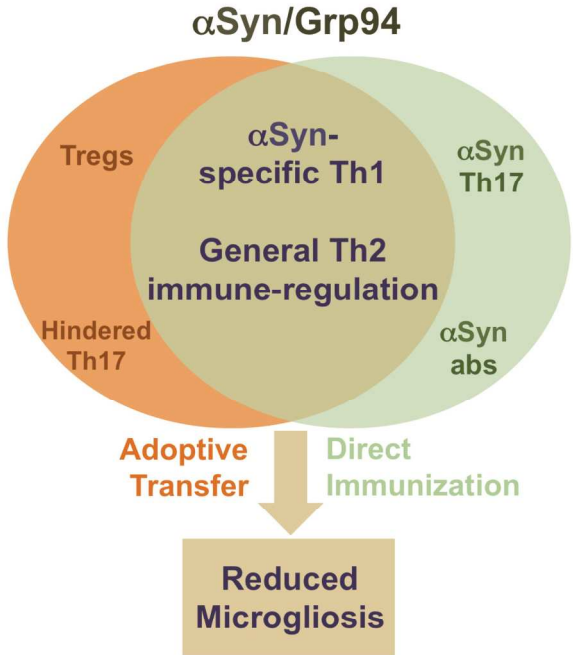 αSyn/Grp94
Tregs
Hindered
Th17
αSyn-
specific Th1
General Th2
immune-regulation
αSyn
Th17
αSyn
abs
Adoptive
Transfer
Direct
Immunization
Reduced
Microgliosis